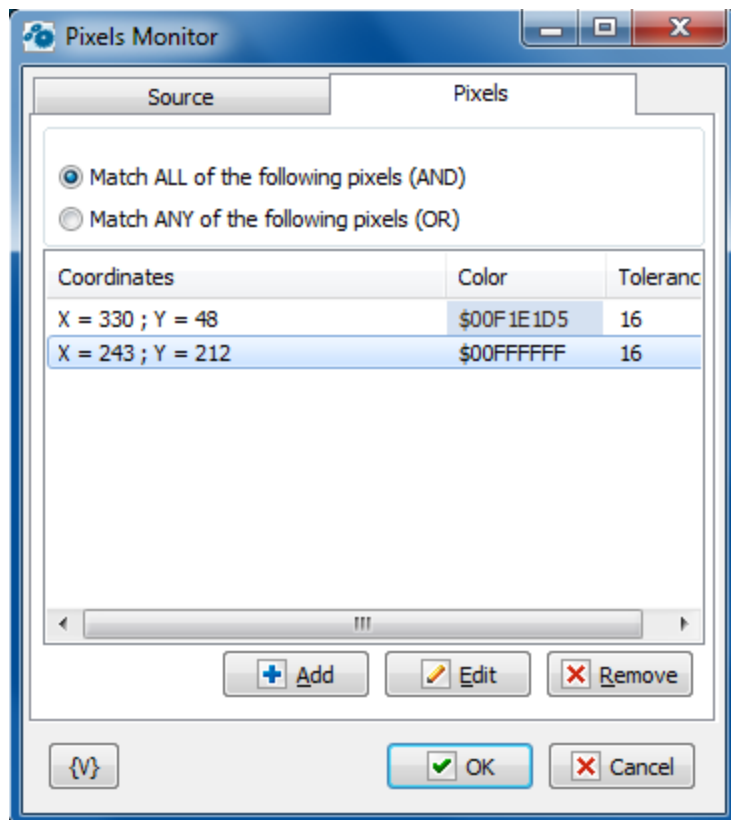 Pixels Monitor
Source Pixels
Match ALL of the following pixels (AND)
Match ANY of the following pixels (OR)
Coordinates Color Toleranc
X = 330 ; Y = 48 $00F1E1D5 16
X = 243 ; Y = 212 $00FFFFFF 16
Add Edit Remove
{V} OK Cancel